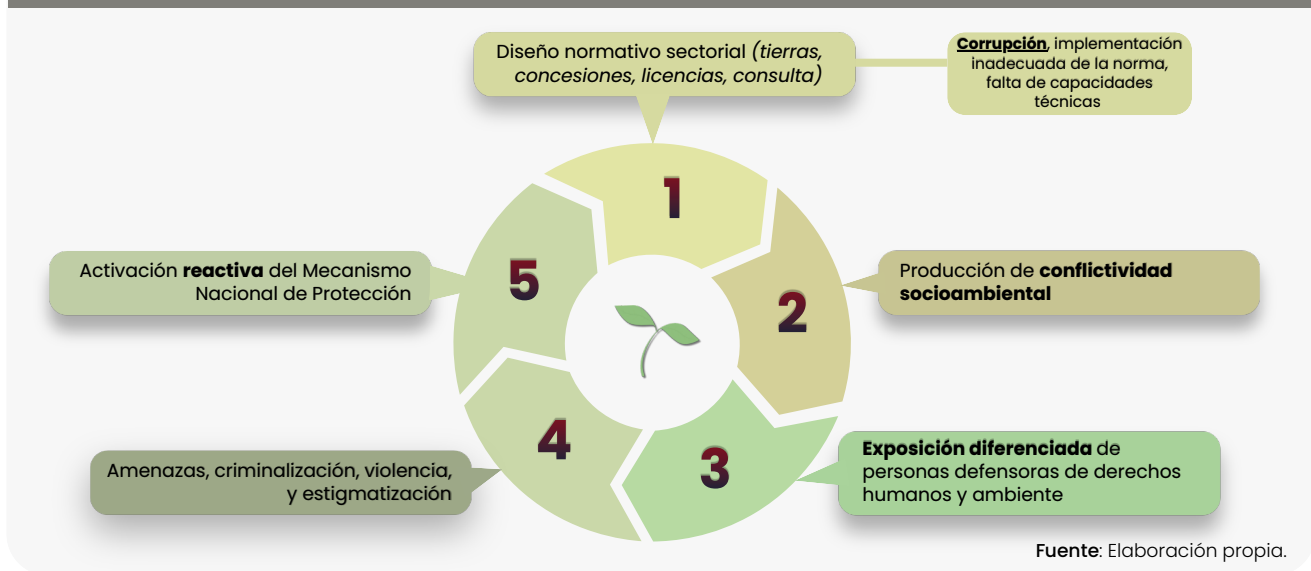 Diseño normativo sectorial (tierras,
concesiones, licencias, consulta)
Corrupción, implementación
inadecuada de la norma,
falta de capacidades
técnicas
1
Producción de conflictividad
socioambiental
2
Exposición diferenciada de
personas defensoras de derechos
humanos y ambiente
3
Amenazas, criminalización, violencia,
y estigmatización
4
Activación reactiva del Mecanismo
Nacional de Protección
5
Fuente: Elaboración propia.